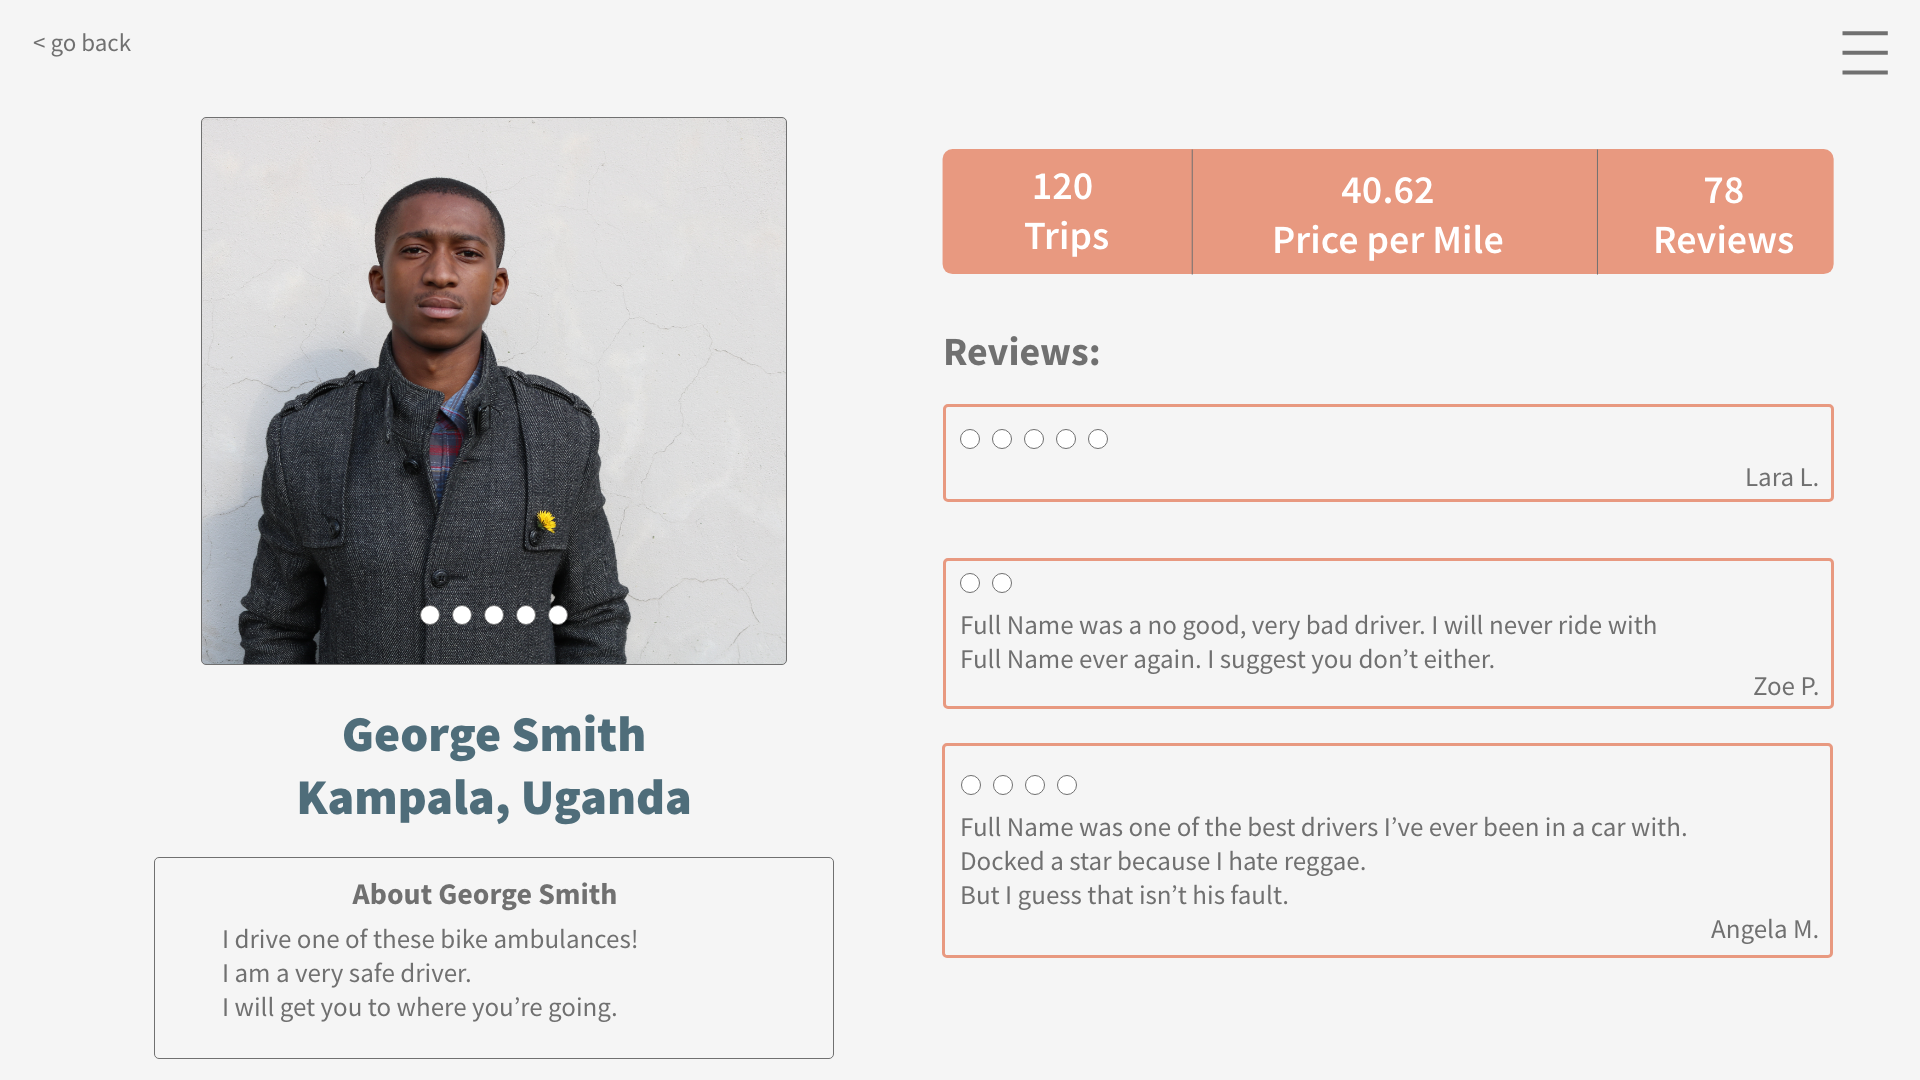 < go back
George Smith
Kampala, Uganda
About George Smith
I drive one of these bike ambulances!
I am a very safe driver.
I will get you to where you’re going.
120
Trips
40.62
Price per Mile
78
Reviews
Reviews:
Lara L.
Full Name was a no good, very bad driver. I will never ride with
Full Name ever again. I suggest you don’t either.
Zoe P.
Full Name was one of the best drivers I’ve ever been in a car with.
Docked a star because I hate reggae.
But I guess that isn’t his fault.
Angela M.